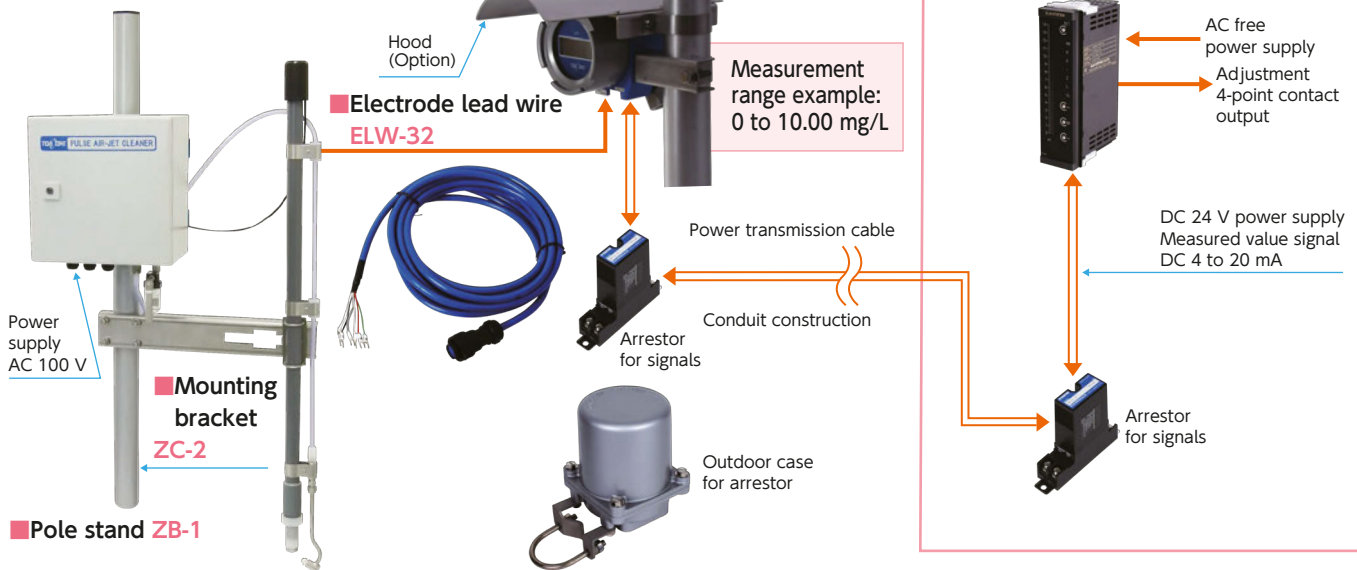 Hood
(Option)
■Electrode lead wire
ELW-32
Measurement
range example:
0 to 10.00 mg/L
AC free
power supply
Adjustment
4-point contact
output
PULSE AIR-JET CLEANER
Power transmission cable
Conduit construction
DC 24 V power supply
Measured value signal
DC 4 to 20 mA
Power
supply
AC 100 V
Arrestor
for signals
■Mounting
bracket
ZC-2
Outdoor case
for arrestor
Arrestor
for signals
■Pole stand ZB-1